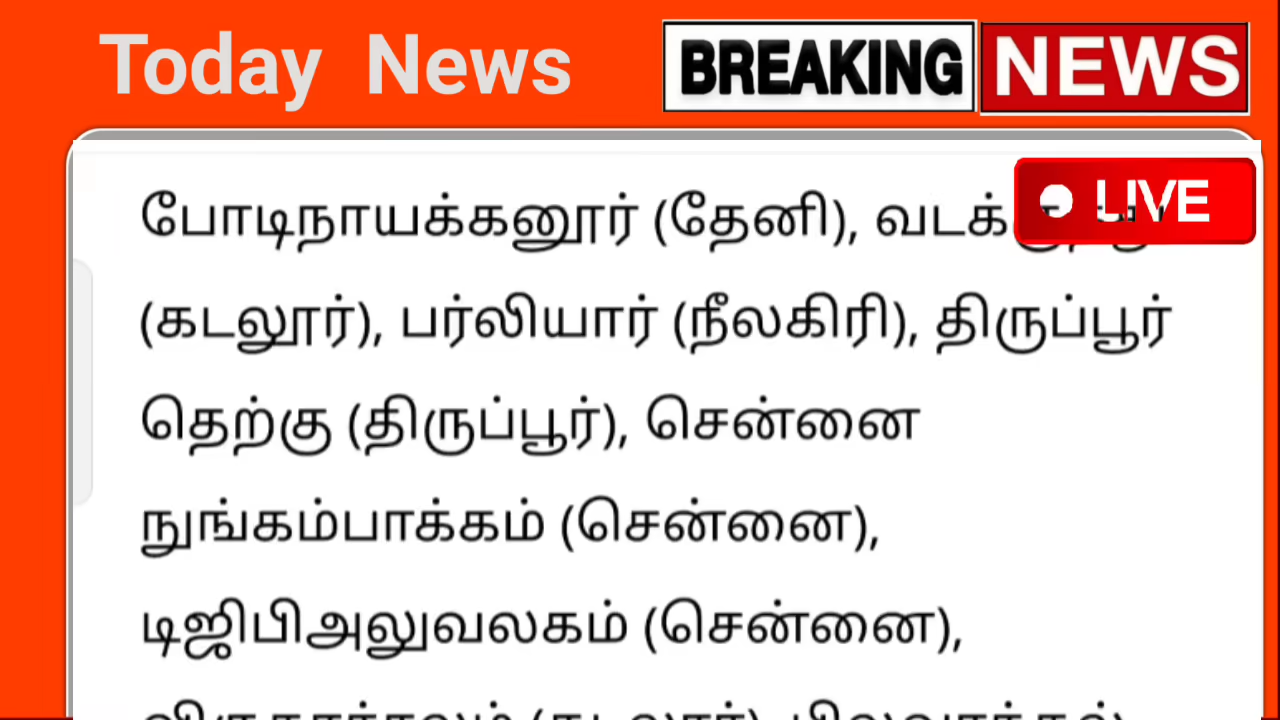 Today News
BREAKING NEWS
LIVE
போடிநாயக்கனூர் (தேனி),
(கடலூர்), பர்லியார் (நீலகிரி), திருப்பூர்
தெற்கு (திருப்பூர்), சென்னை
நுங்கம்பாக்கம் (சென்னை),
டிஜிபிஅலுவலகம் (சென்னை),